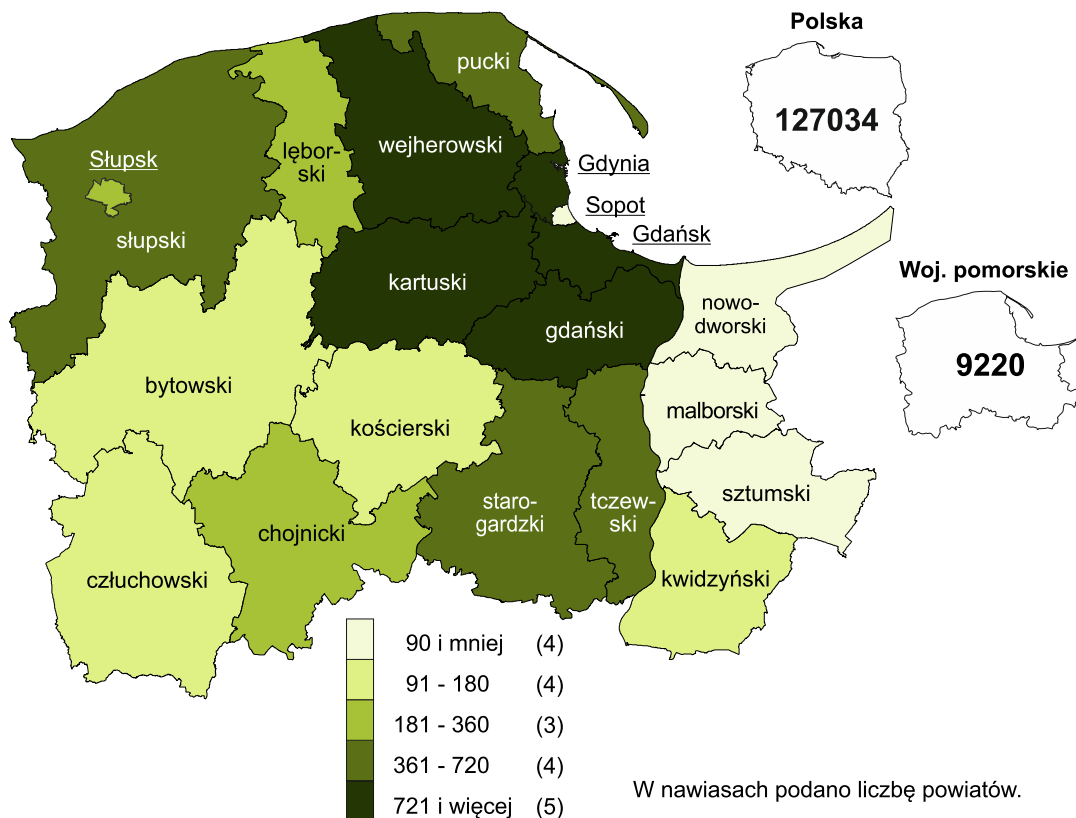 Polska
127034
pucki
wejherowski
lębor-
ski
Słupsk
słupski
Gdynia
Sopot
Gdańsk
Woj. pomorskie
9220
kartuski
gdański
nowo-
dworski
bytowski
kościerski
malborski
sztumski
staro-
gardzki
tczew-
ski
chojnicki
człuchowski
kwidzyński
90 i mniej (4)
91 - 180 (4)
181 - 360 (3)
361 - 720 (4)
721 i więcej (5)
W nawiasach podano liczbę powiatów.